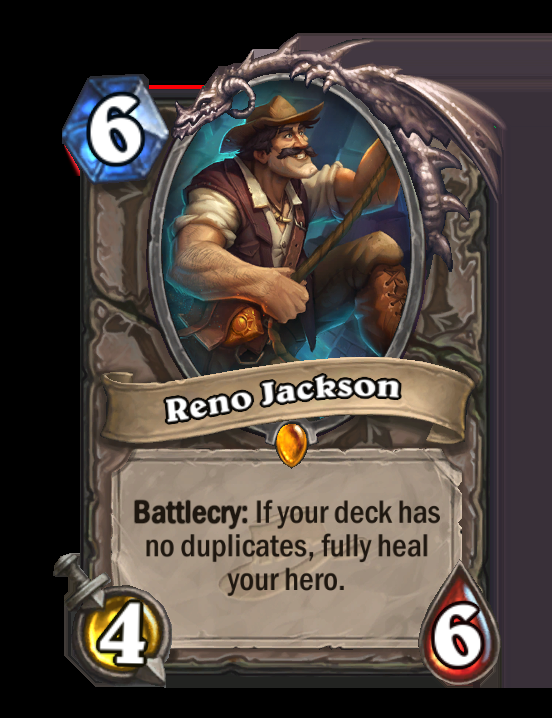 6
Reno Jackson
Battlecry: If your deck has
no duplicates, fully heal
your hero.
4
6